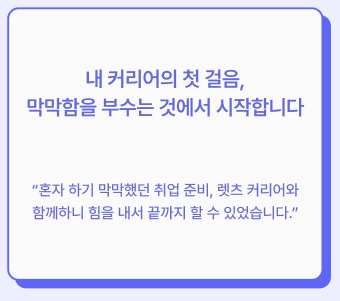 내 커리어의 첫 걸음,
막막함을 부수는 것에서 시작합니다
“혼자 하기 막막했던 취업 준비, 렛츠 커리어와
함께하니 힘을 내서 끝까지 할 수 있었습니다.”